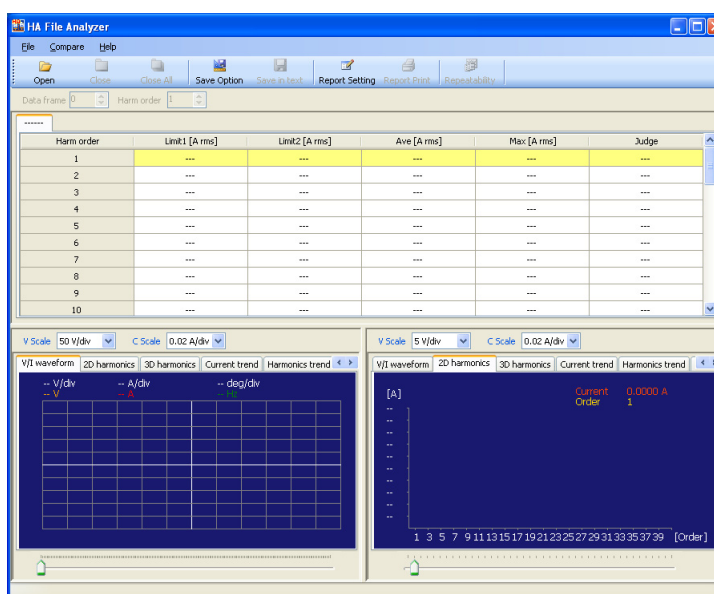 HA File Analyzer
File Compare Help
Open Close Close All Save Option Save in text Report Setting Report Print Repeatability
Data frame 0 Harm order 1
------
Harm order Limit1 [A rms] Limit2 [A rms] Ave [A rms] Max [A rms] Judge
1 --- --- --- --- ---
2 --- --- --- --- ---
3 --- --- --- --- ---
4 --- --- --- --- ---
5 --- --- --- --- ---
6 --- --- --- --- ---
7 --- --- --- --- ---
8 --- --- --- --- ---
9 --- --- --- --- ---
10 --- --- --- --- ---
V Scale 50 V/div C Scale 0.02 A/div
V/I waveform 2D harmonics 3D harmonics Current trend Harmonics trend
-- V/div -- A/div -- deg/div
-- V -- A -- Hz
V Scale 5 V/div C Scale 0.02 A/div
V/I waveform 2D harmonics 3D harmonics Current trend Harmonics trend
[A] Current 0.0000 A
Order 1
--
--
--
--
--
--
--
--
--
--
1 3 5 7 9 11 13 15 17 19 21 23 25 27 29 31 33 35 37 39 [Order]